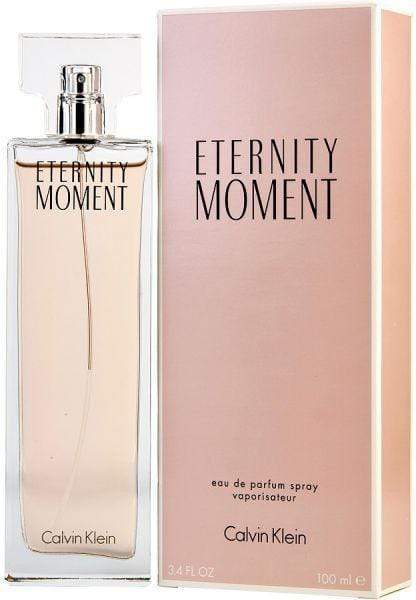 ETERNITY
MOMENT
Calvin Klein
ETERNITY
MOMENT
eau de parfum spray
vaporisateur
Calvin Klein
3.4 FL OZ 100 ml e